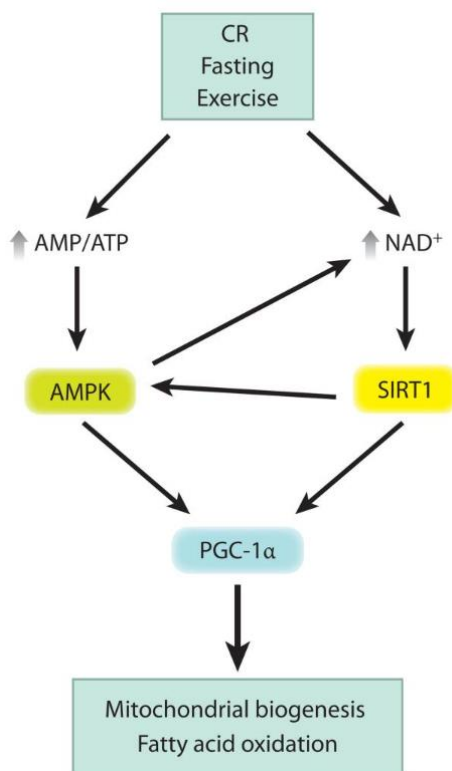 CR
Fasting
Exercise
AMP/ATP
NAD⁺
AMPK
SIRT1
PGC-1α
Mitochondrial biogenesis
Fatty acid oxidation